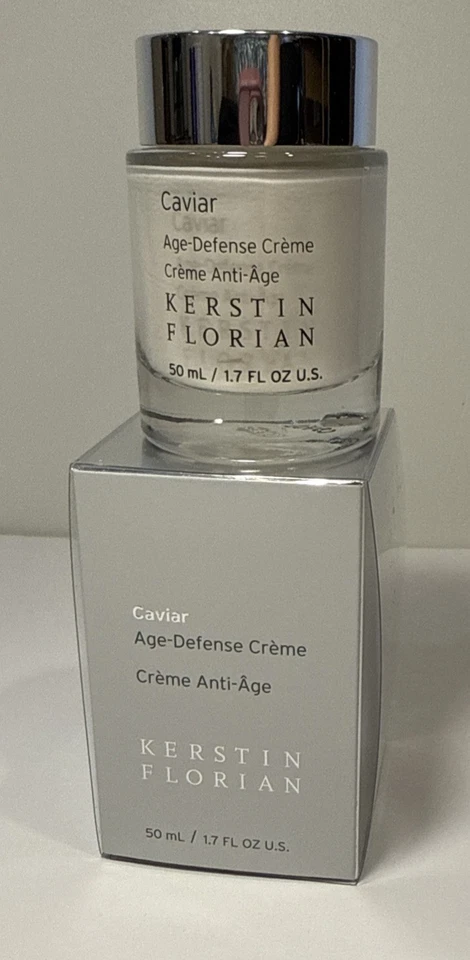 Caviar
Age-Defense Crème
Crème Anti-Âge
KERSTIN
FLORIAN
50 mL / 1.7 FL OZ U.S.
Caviar
Age-Defense Crème
Crème Anti-Âge
KERSTIN
FLORIAN
50 mL / 1.7 FL OZ U.S.